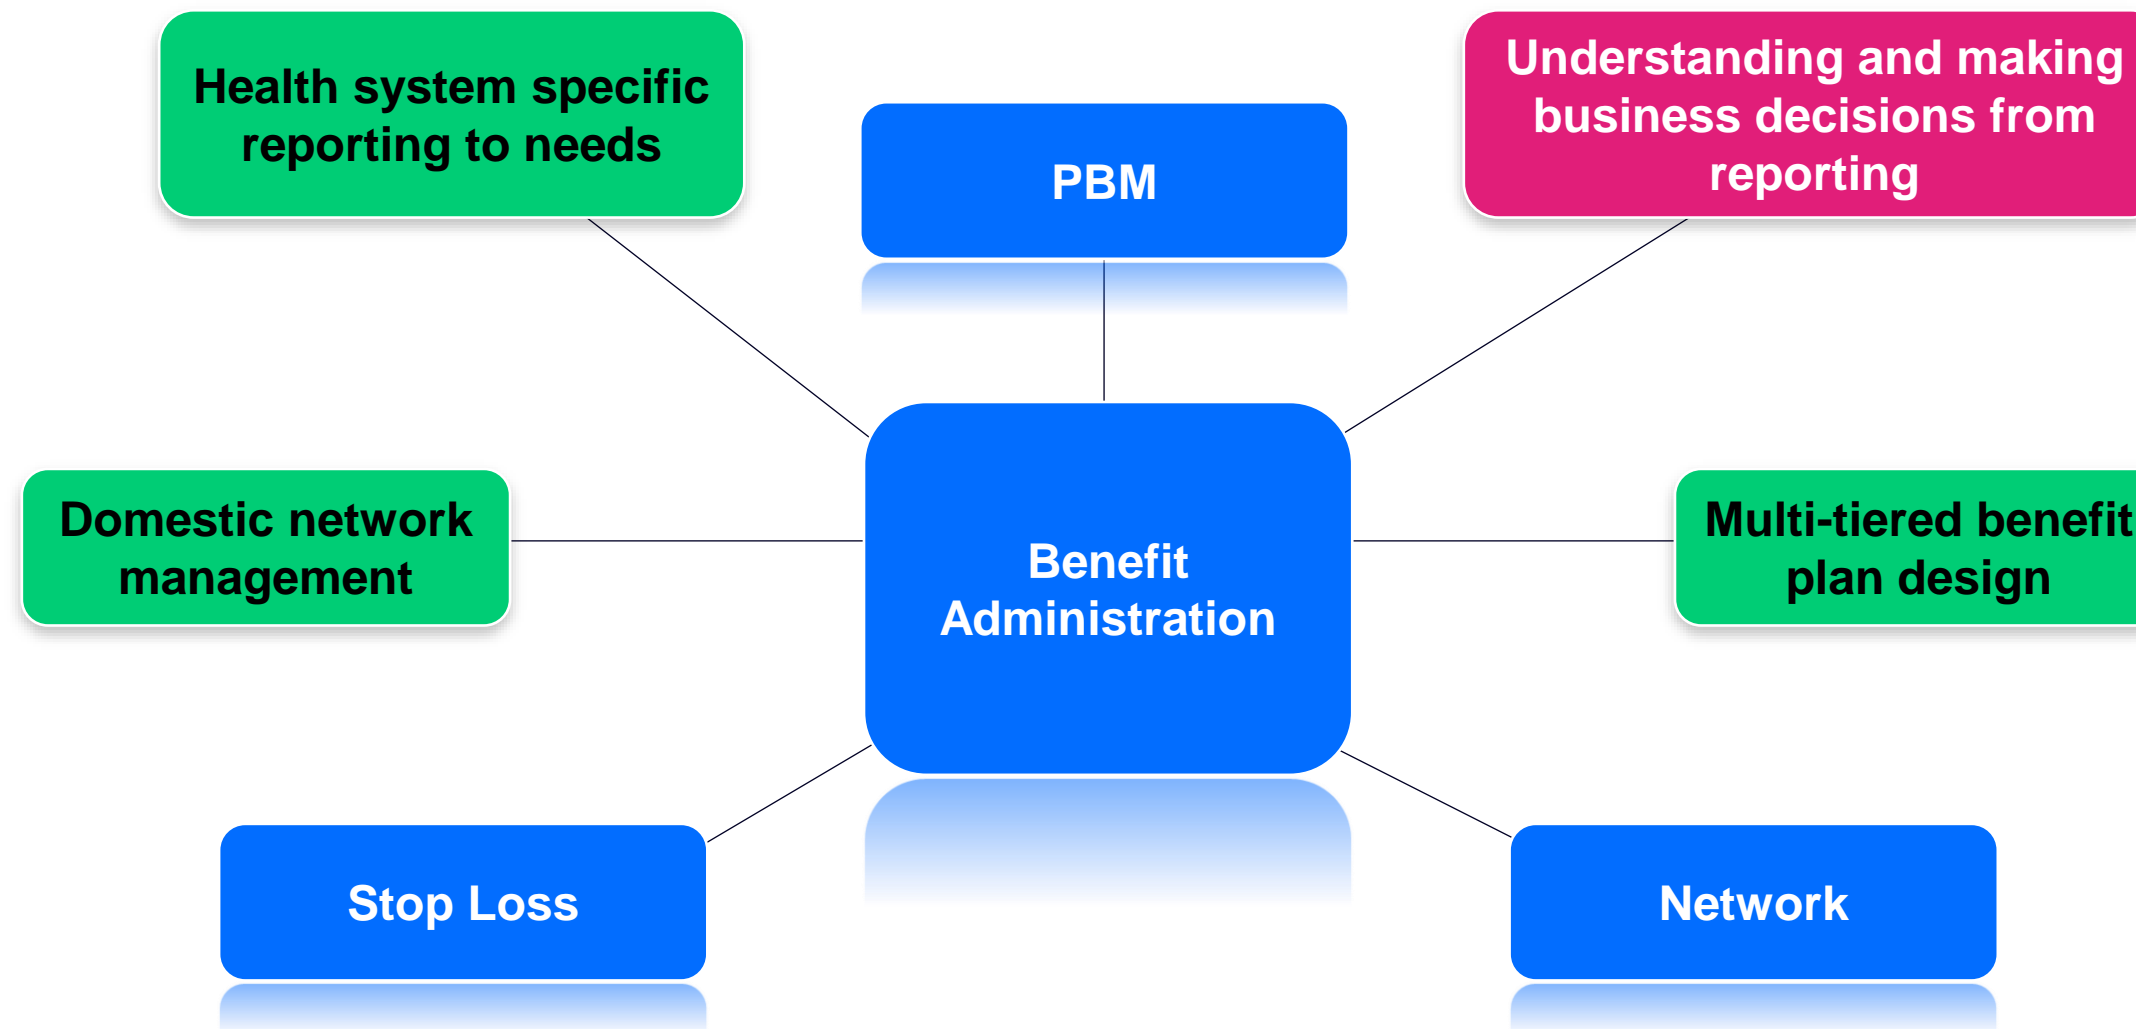 Health system specific
reporting to needs
PBM
Understanding and making
business decisions from
reporting
Domestic network
management
Benefit
Administration
Multi-tiered benefit
plan design
Stop Loss
Network